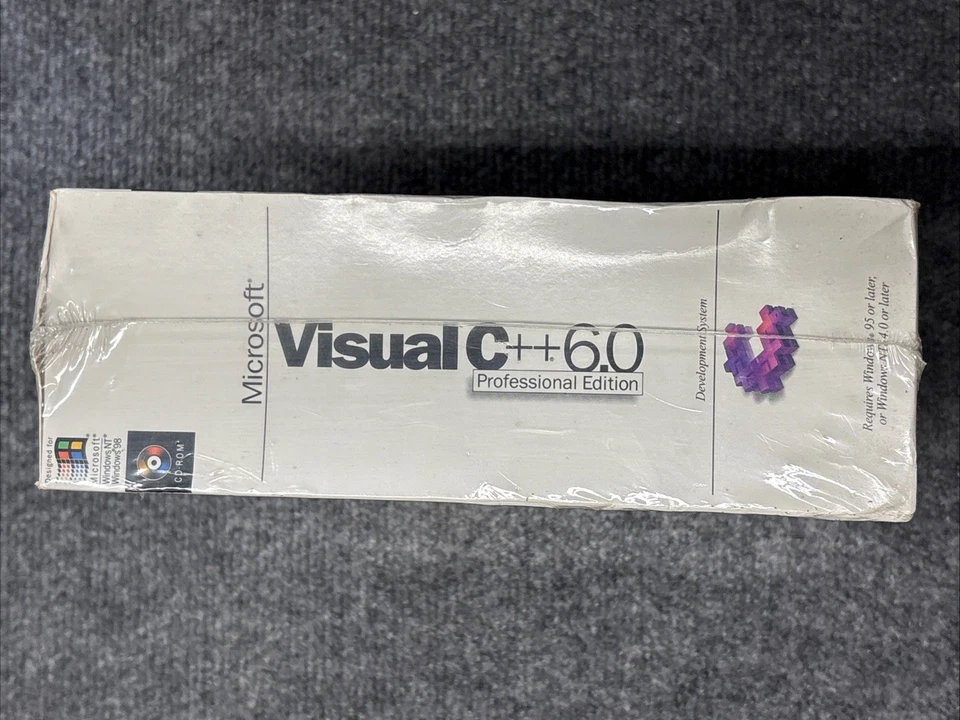 Microsoft®
Visual C++® 6.0
Professional Edition
Development System
Requires Windows® 95 or later,
or Windows NT® 4.0 or later
Designed for
Microsoft®
Windows NT®
Windows®98
CD-ROM